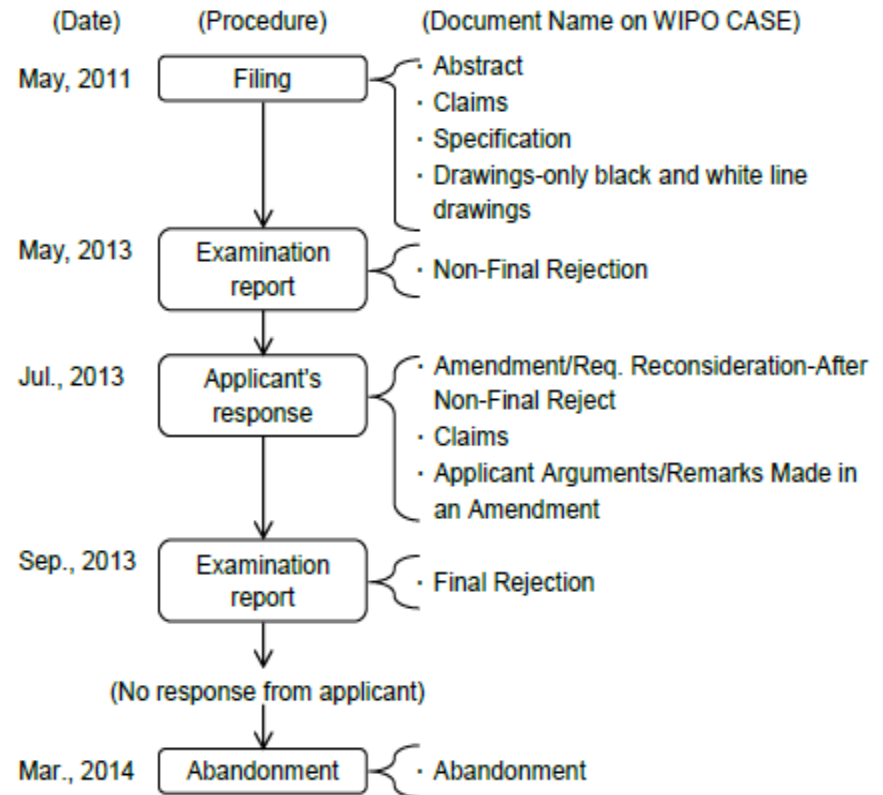 (Date) (Procedure) (Document Name on WIPO CASE)
May, 2011
Filing
· Abstract
· Claims
· Specification
· Drawings-only black and white line
drawings
May, 2013
Examination
report
· Non-Final Rejection
Jul., 2013
Applicant's
response
· Amendment/Req. Reconsideration-After
Non-Final Reject
· Claims
· Applicant Arguments/Remarks Made in
an Amendment
Sep., 2013
Examination
report
· Final Rejection
(No response from applicant)
Mar., 2014
Abandonment
· Abandonment